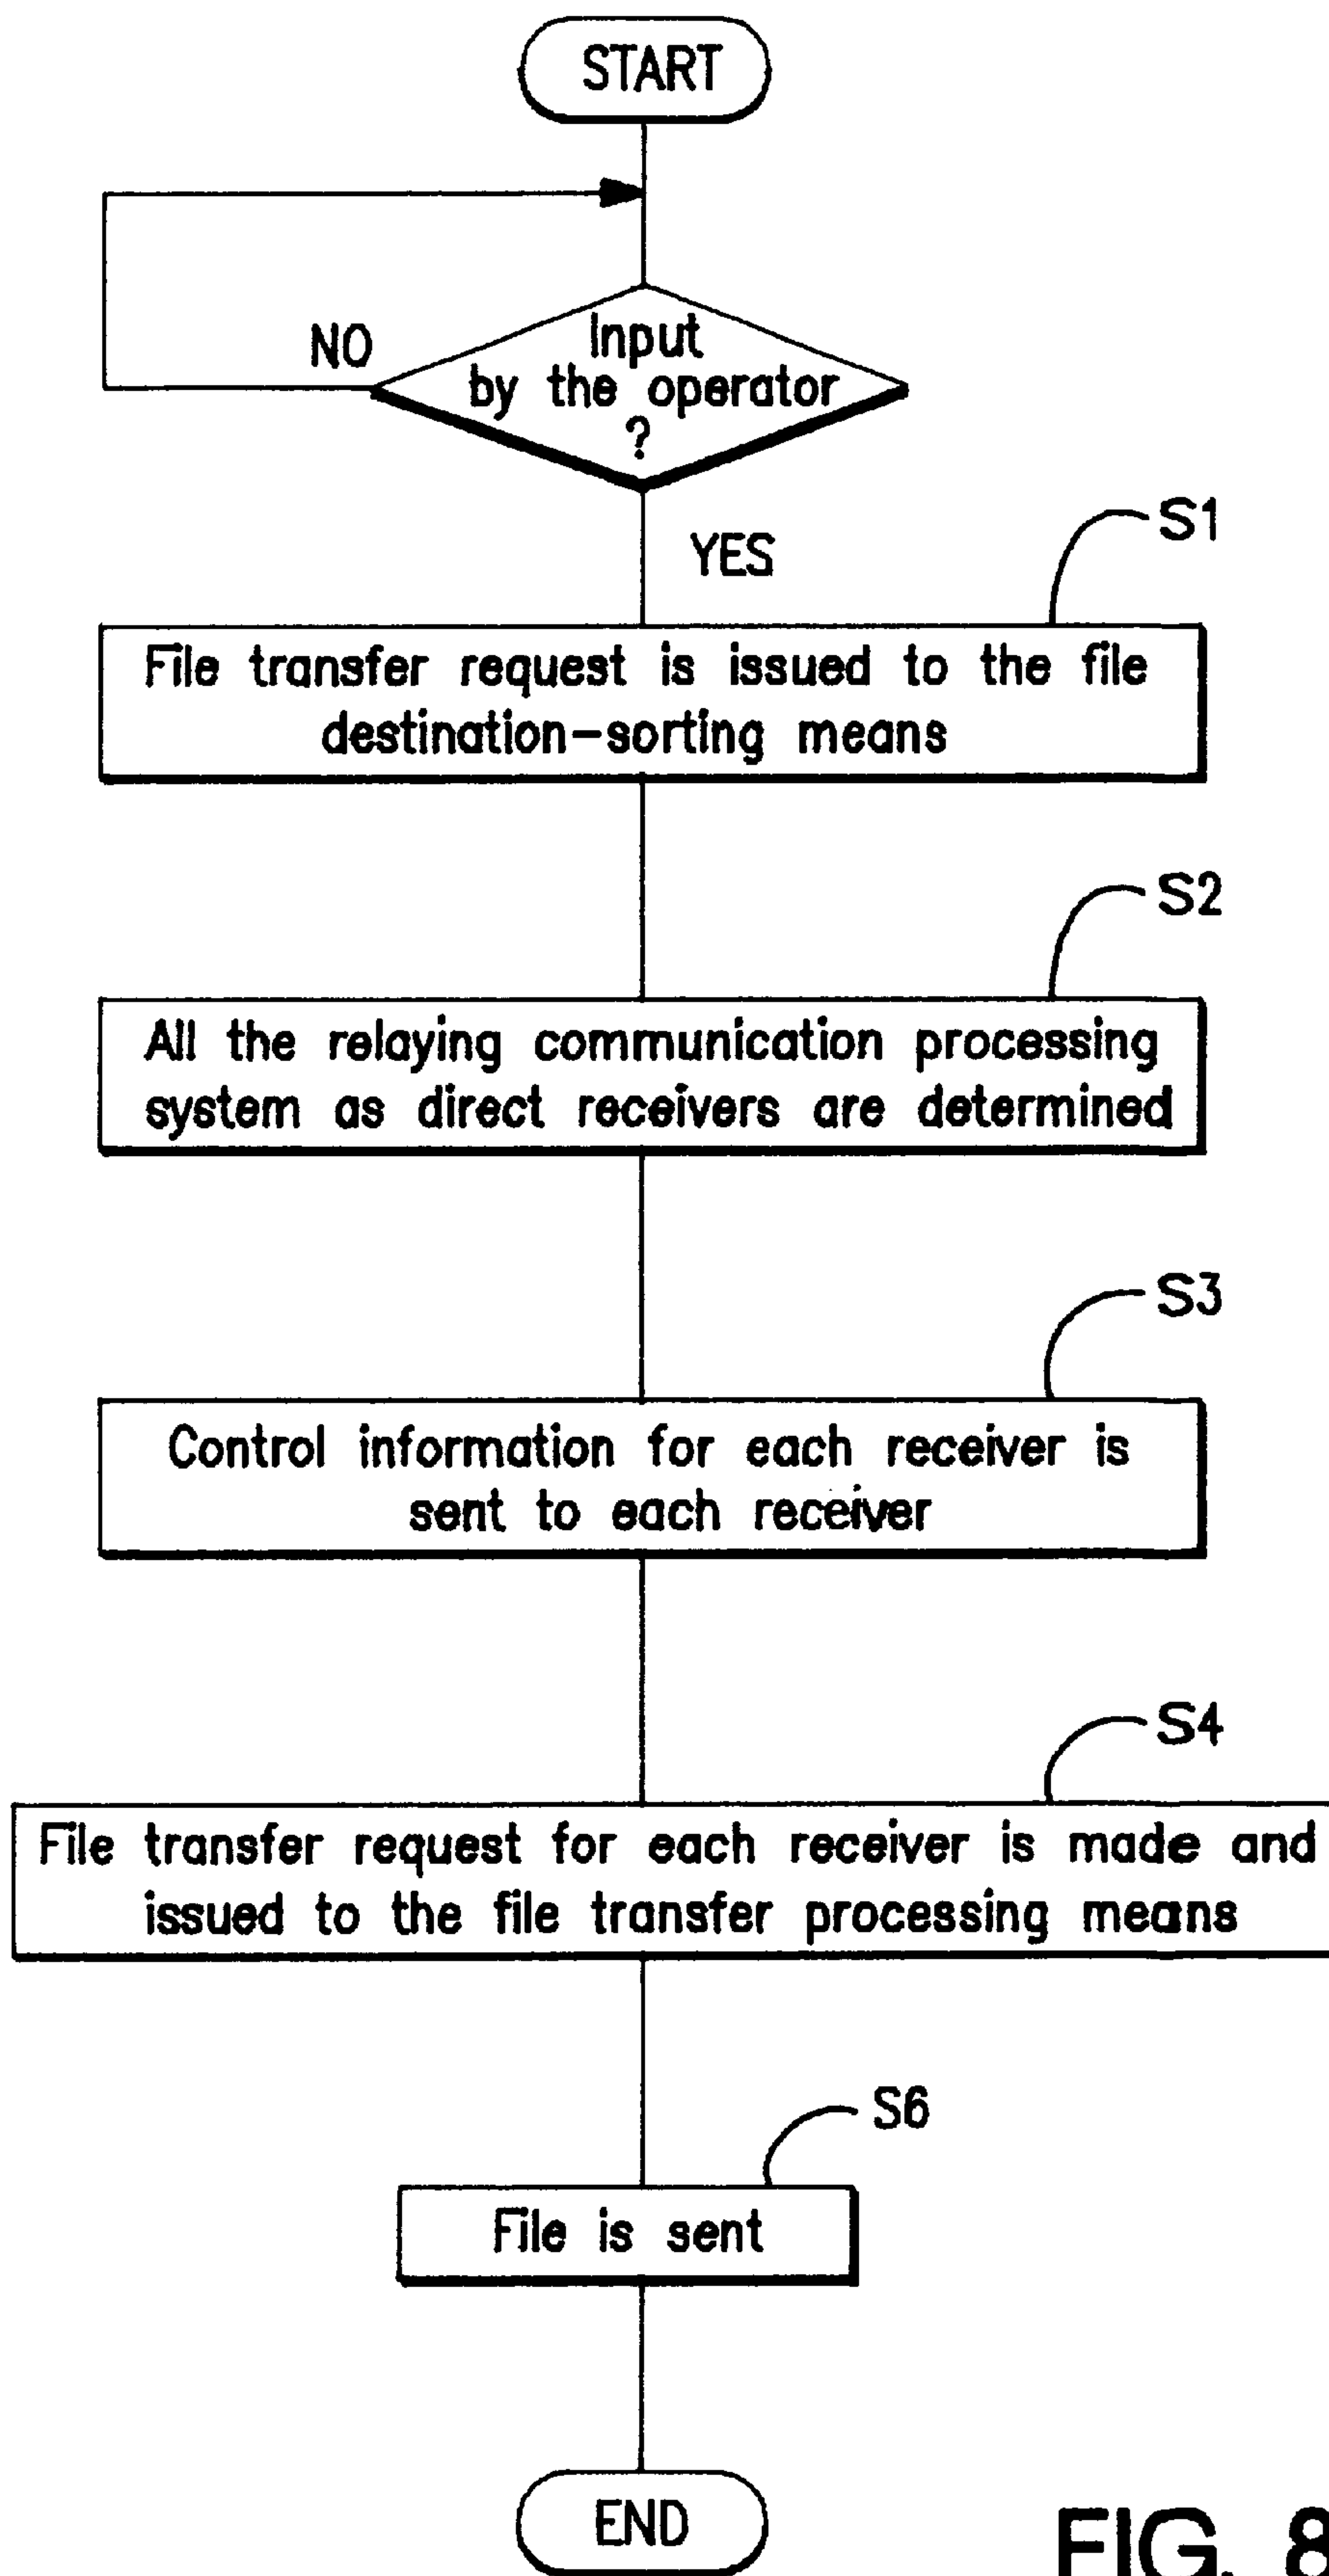 START
NO
Input
by the operator
?
YES
S1
File transfer request is issued to the file
destination-sorting means
S2
All the relaying communication processing
system as direct receivers are determined
S3
Control information for each receiver is
sent to each receiver
S4
File transfer request for each receiver is made and
issued to the file transfer processing means
S6
File is sent
END
FIG. 8